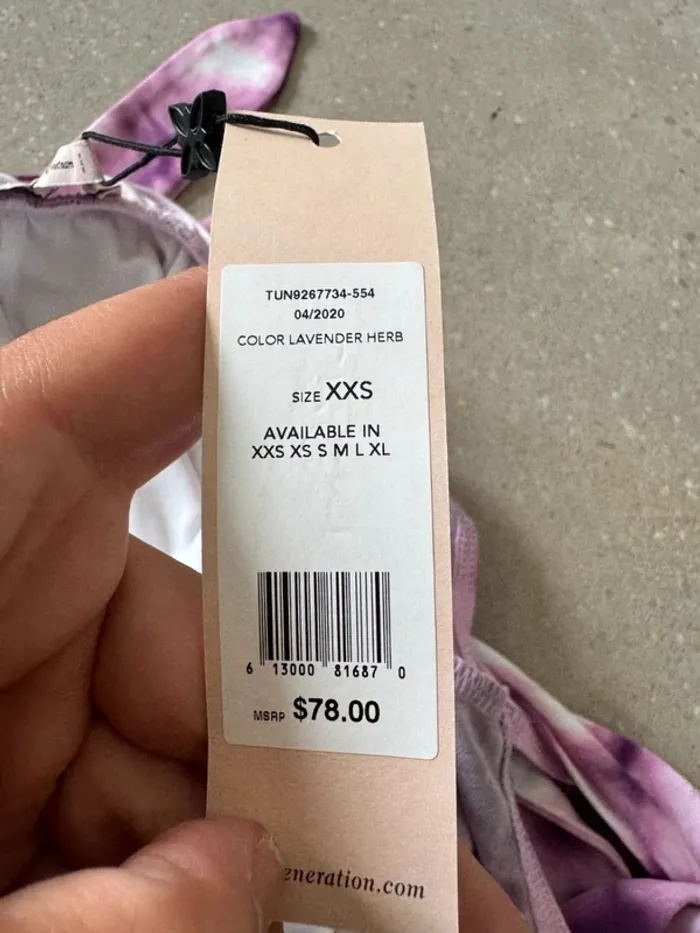 TUN9267734-554
04/2020
COLOR LAVENDER HERB
SIZE XXS
AVAILABLE IN
XXS XS S M L XL
6 13000 81687 0
MSRP $78.00
eneration.com